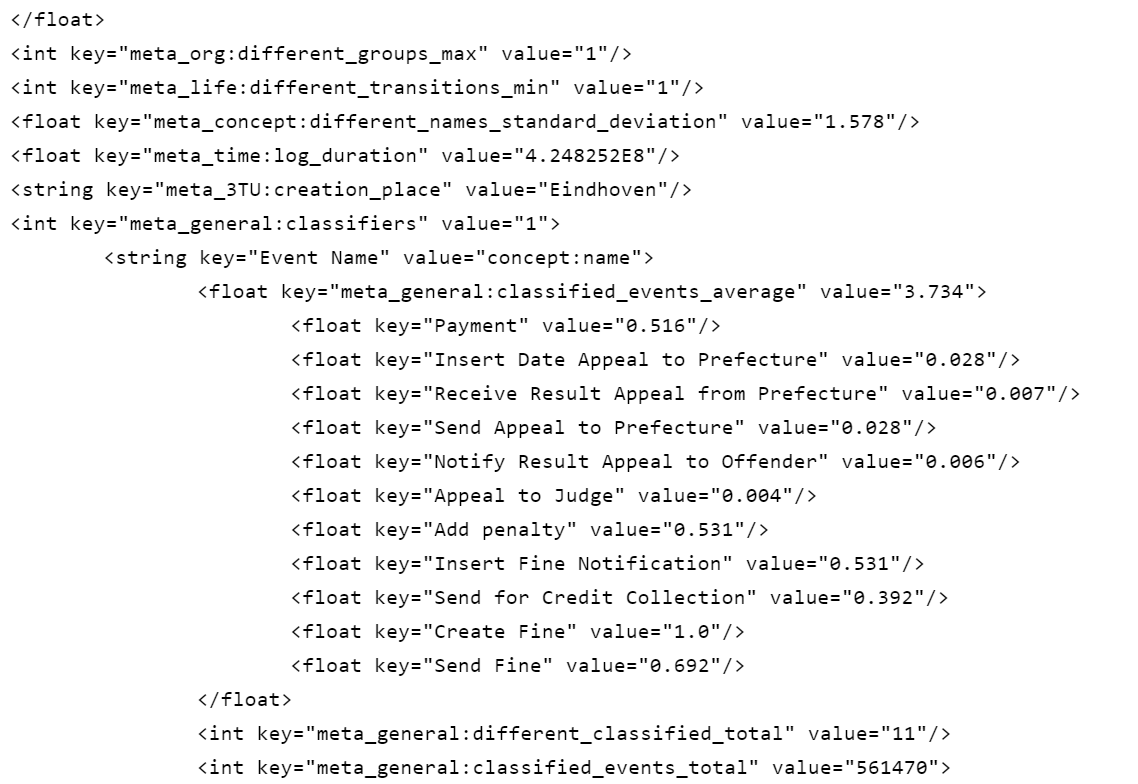 </float>
<int key="meta_org:different_groups_max" value="1"/>
<int key="meta_life:different_transitions_min" value="1"/>
<float key="meta_concept:different_names_standard_deviation" value="1.578"/>
<float key="meta_time:log_duration" value="4.248252E8"/>
<string key="meta_3TU:creation_place" value="Eindhoven"/>
<int key="meta_general:classifiers" value="1">
<string key="Event Name" value="concept:name">
<float key="meta_general:classified_events_average" value="3.734">
<float key="Payment" value="0.516"/>
<float key="Insert Date Appeal to Prefecture" value="0.028"/>
<float key="Receive Result Appeal from Prefecture" value="0.007"/>
<float key="Send Appeal to Prefecture" value="0.028"/>
<float key="Notify Result Appeal to Offender" value="0.006"/>
<float key="Appeal to Judge" value="0.004"/>
<float key="Add penalty" value="0.531"/>
<float key="Insert Fine Notification" value="0.531"/>
<float key="Send for Credit Collection" value="0.392"/>
<float key="Create Fine" value="1.0"/>
<float key="Send Fine" value="0.692"/>
</float>
<int key="meta_general:different_classified_total" value="11"/>
<int key="meta_general:classified_events_total" value="561470">